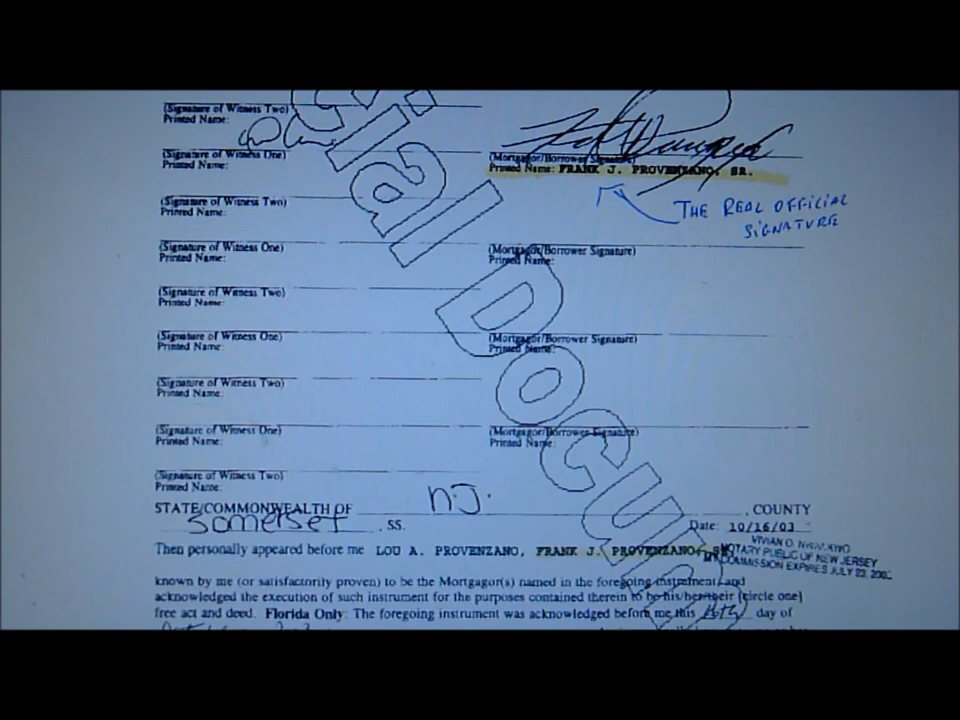 (Signature of Witness Two)
Printed Name:
(Signature of Witness One)
Printed Name:
(Mortgagor/Borrower Signature)
Printed Name: FRANK J. PROVENZANO, SR.
THE REAL OFFICIAL
SIGNATURE
(Signature of Witness Two)
Printed Name:
(Signature of Witness One)
Printed Name:
(Mortgagor/Borrower Signature)
Printed Name:
(Signature of Witness Two)
Printed Name:
(Signature of Witness One)
Printed Name:
(Mortgagor/Borrower Signature)
Printed Name:
(Signature of Witness Two)
Printed Name:
(Signature of Witness One)
Printed Name:
(Mortgagor/Borrower Signature)
Printed Name:
(Signature of Witness Two)
Printed Name:
STATE/COMMONWEALTH OF N.J. , COUNTY
Somerset , SS. Date: 10/16/03
Then personally appeared before me LOU A. PROVENZANO, FRANK J. PROVENZANO,
NOTARY PUBLIC OF NEW JERSEY
MY COMMISSION EXPIRES JULY 23,
known by me (or satisfactorily proven) to be the Mortgagor(s) named in the foregoing instrument, and
acknowledged the execution of such instrument for the purposes contained therein to be his/her/their (circle one)
free act and deed. Florida Only: The foregoing instrument was acknowledged before me this 16th day of
cial Docum